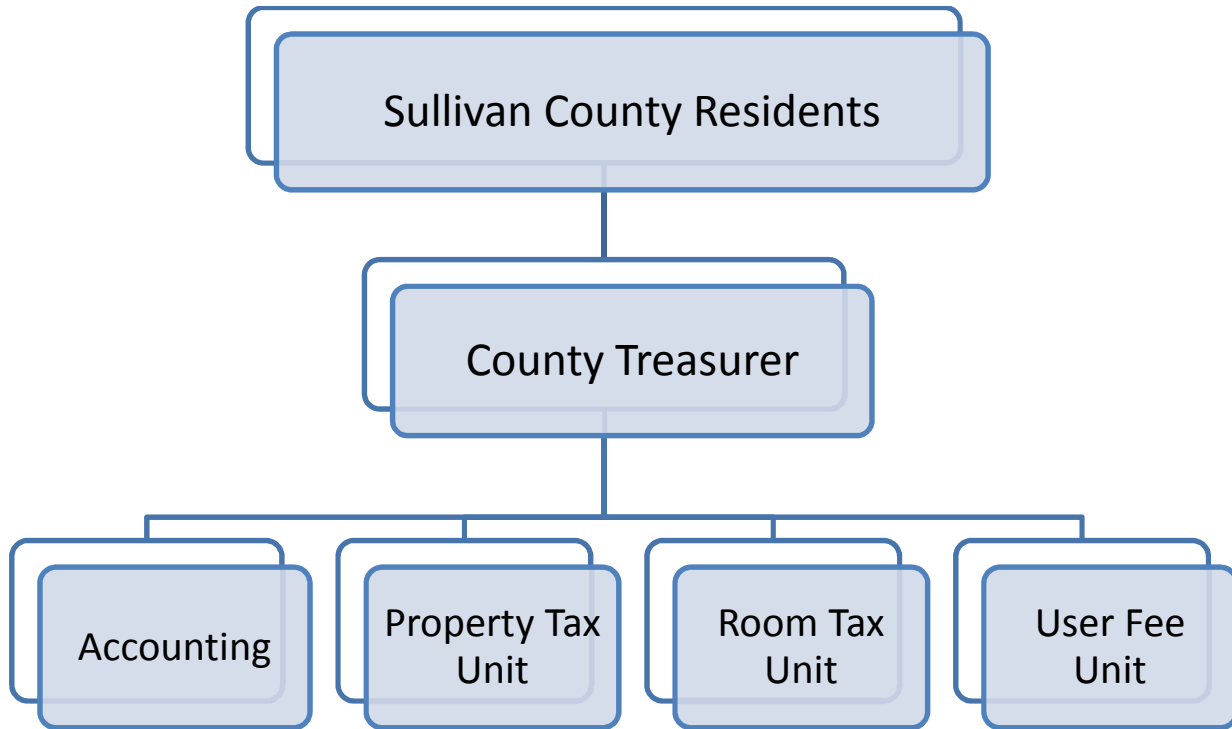 Sullivan County Residents
County Treasurer
Accounting
Property Tax
Unit
Room Tax
Unit
User Fee
Unit